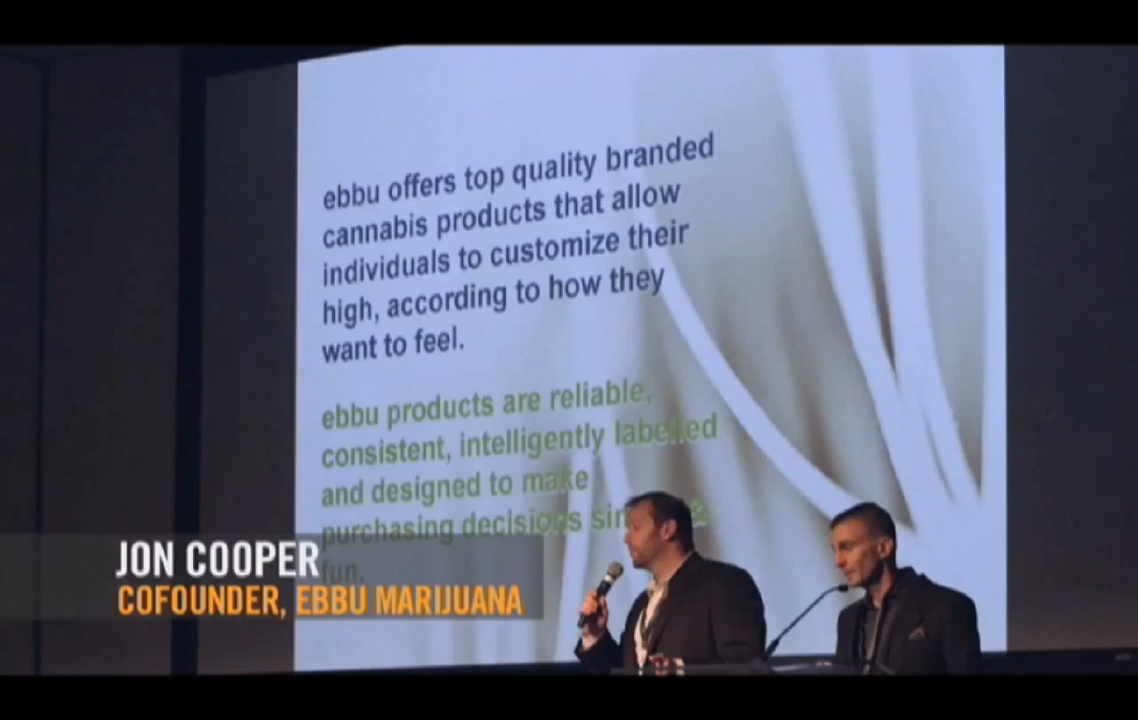 ebbu offers top quality branded
cannabis products that allow
individuals to customize their
high, according to how they
want to feel.
ebbu products are reliable,
consistent, intelligently labelled
and designed to make
purchasing decisions &
fun.
JON COOPER
COFOUNDER, EBBU MARIJUANA